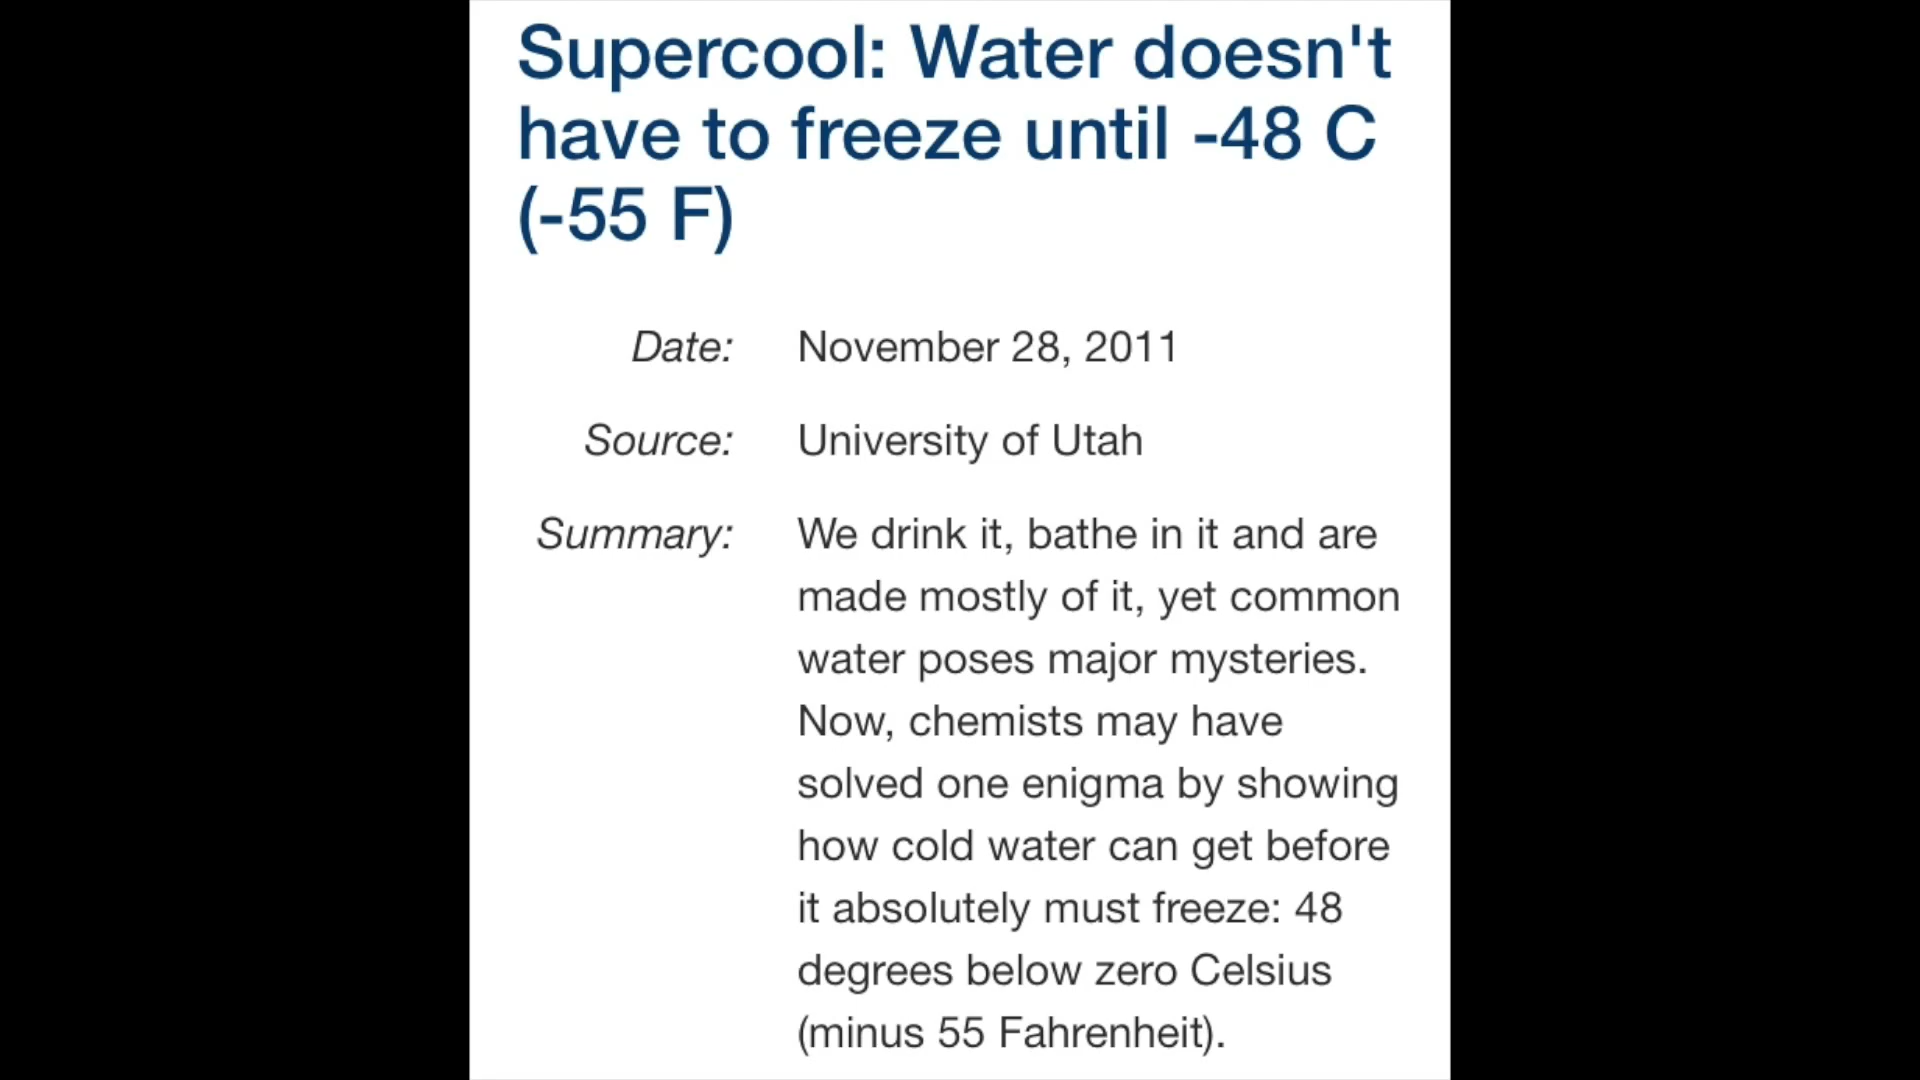 Supercool: Water doesn't
have to freeze until -48 C
(-55 F)
Date: November 28, 2011
Source: University of Utah
Summary: We drink it, bathe in it and are
made mostly of it, yet common
water poses major mysteries.
Now, chemists may have
solved one enigma by showing
how cold water can get before
it absolutely must freeze: 48
degrees below zero Celsius
(minus 55 Fahrenheit).